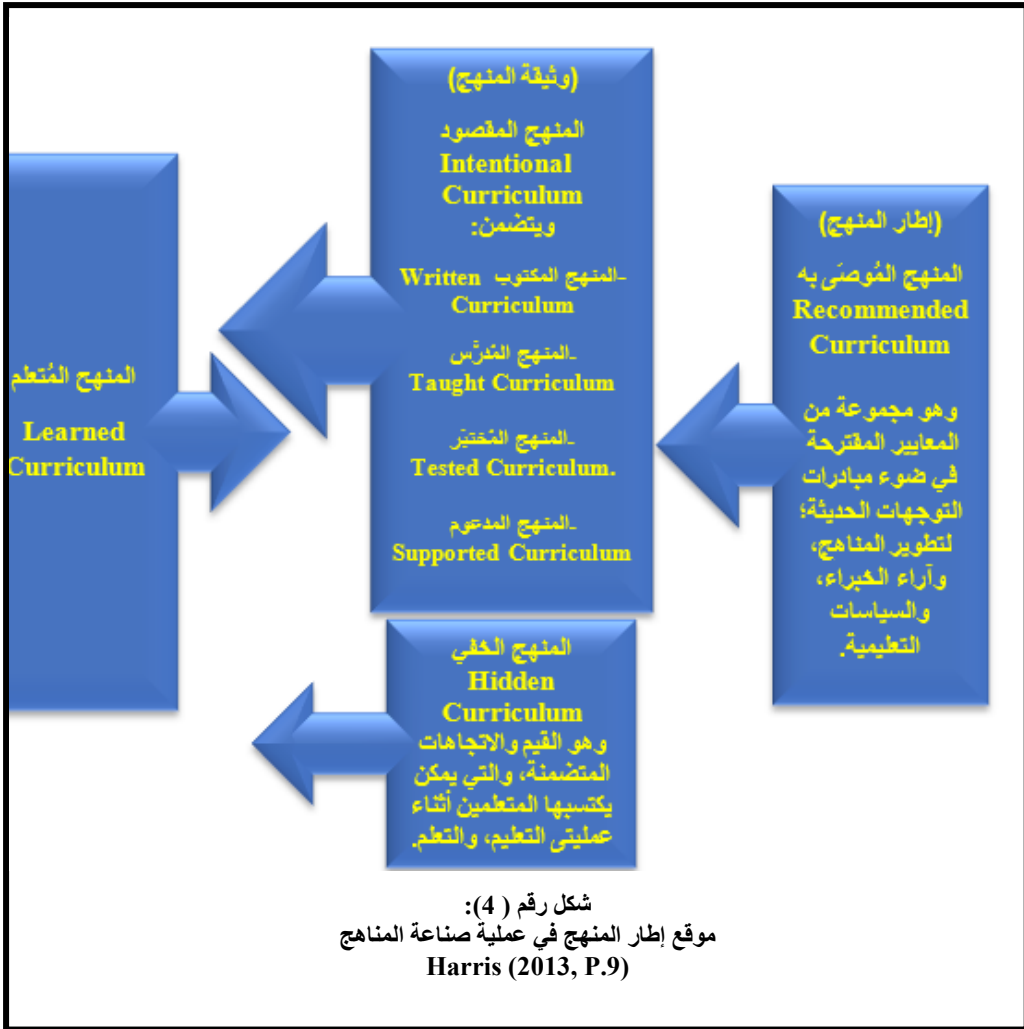 (إطار المنهج)
المنهج المُوصَى به
Recommended
Curriculum
وهو مجموعة من
المعايير المقترحة
في ضوء مبادرات
التوجهات الحديثة؛
لتطوير المناهج،
وآراء الخبراء،
والسياسات
التعليمية.
(وثيقة المنهج)
المنهج المقصود
Intentional
Curriculum
ويتضمن:
-المنهج المكتوب Written
Curriculum
-المنهج المُدرَّس
Taught Curriculum
-المنهج المُختبَر
Tested Curriculum.
-المنهج المدعوم
Supported Curriculum
المنهج الخفي
Hidden
Curriculum
وهو القيم والاتجاهات
المتضمنة، والتي يمكن
يكتسبها المتعلمين أثناء
عمليتى التعليم، والتعلم.
المنهج المُتعلم
Learned
Curriculum
شكل رقم ( 4):
موقع إطار المنهج في عملية صناعة المناهج
Harris (2013, P.9)